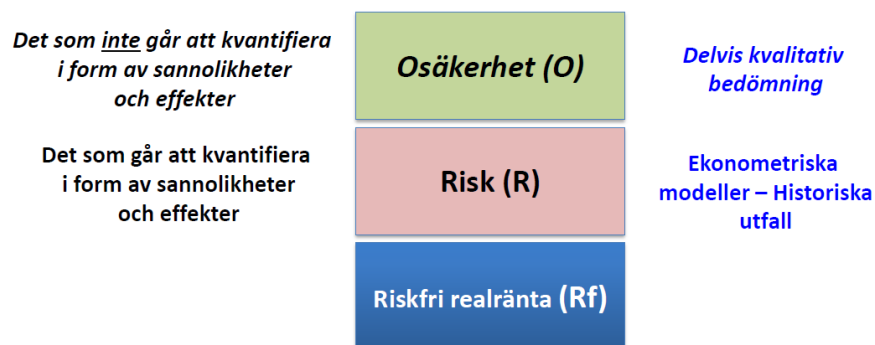 Det som inte går att kvantifiera
i form av sannolikheter
och effekter
Osäkerhet (O)
Delvis kvalitativ
bedömning
Det som går att kvantifiera
i form av sannolikheter
och effekter
Risk (R)
Ekonometriska
modeller – Historiska
utfall
Riskfri realränta (Rf)